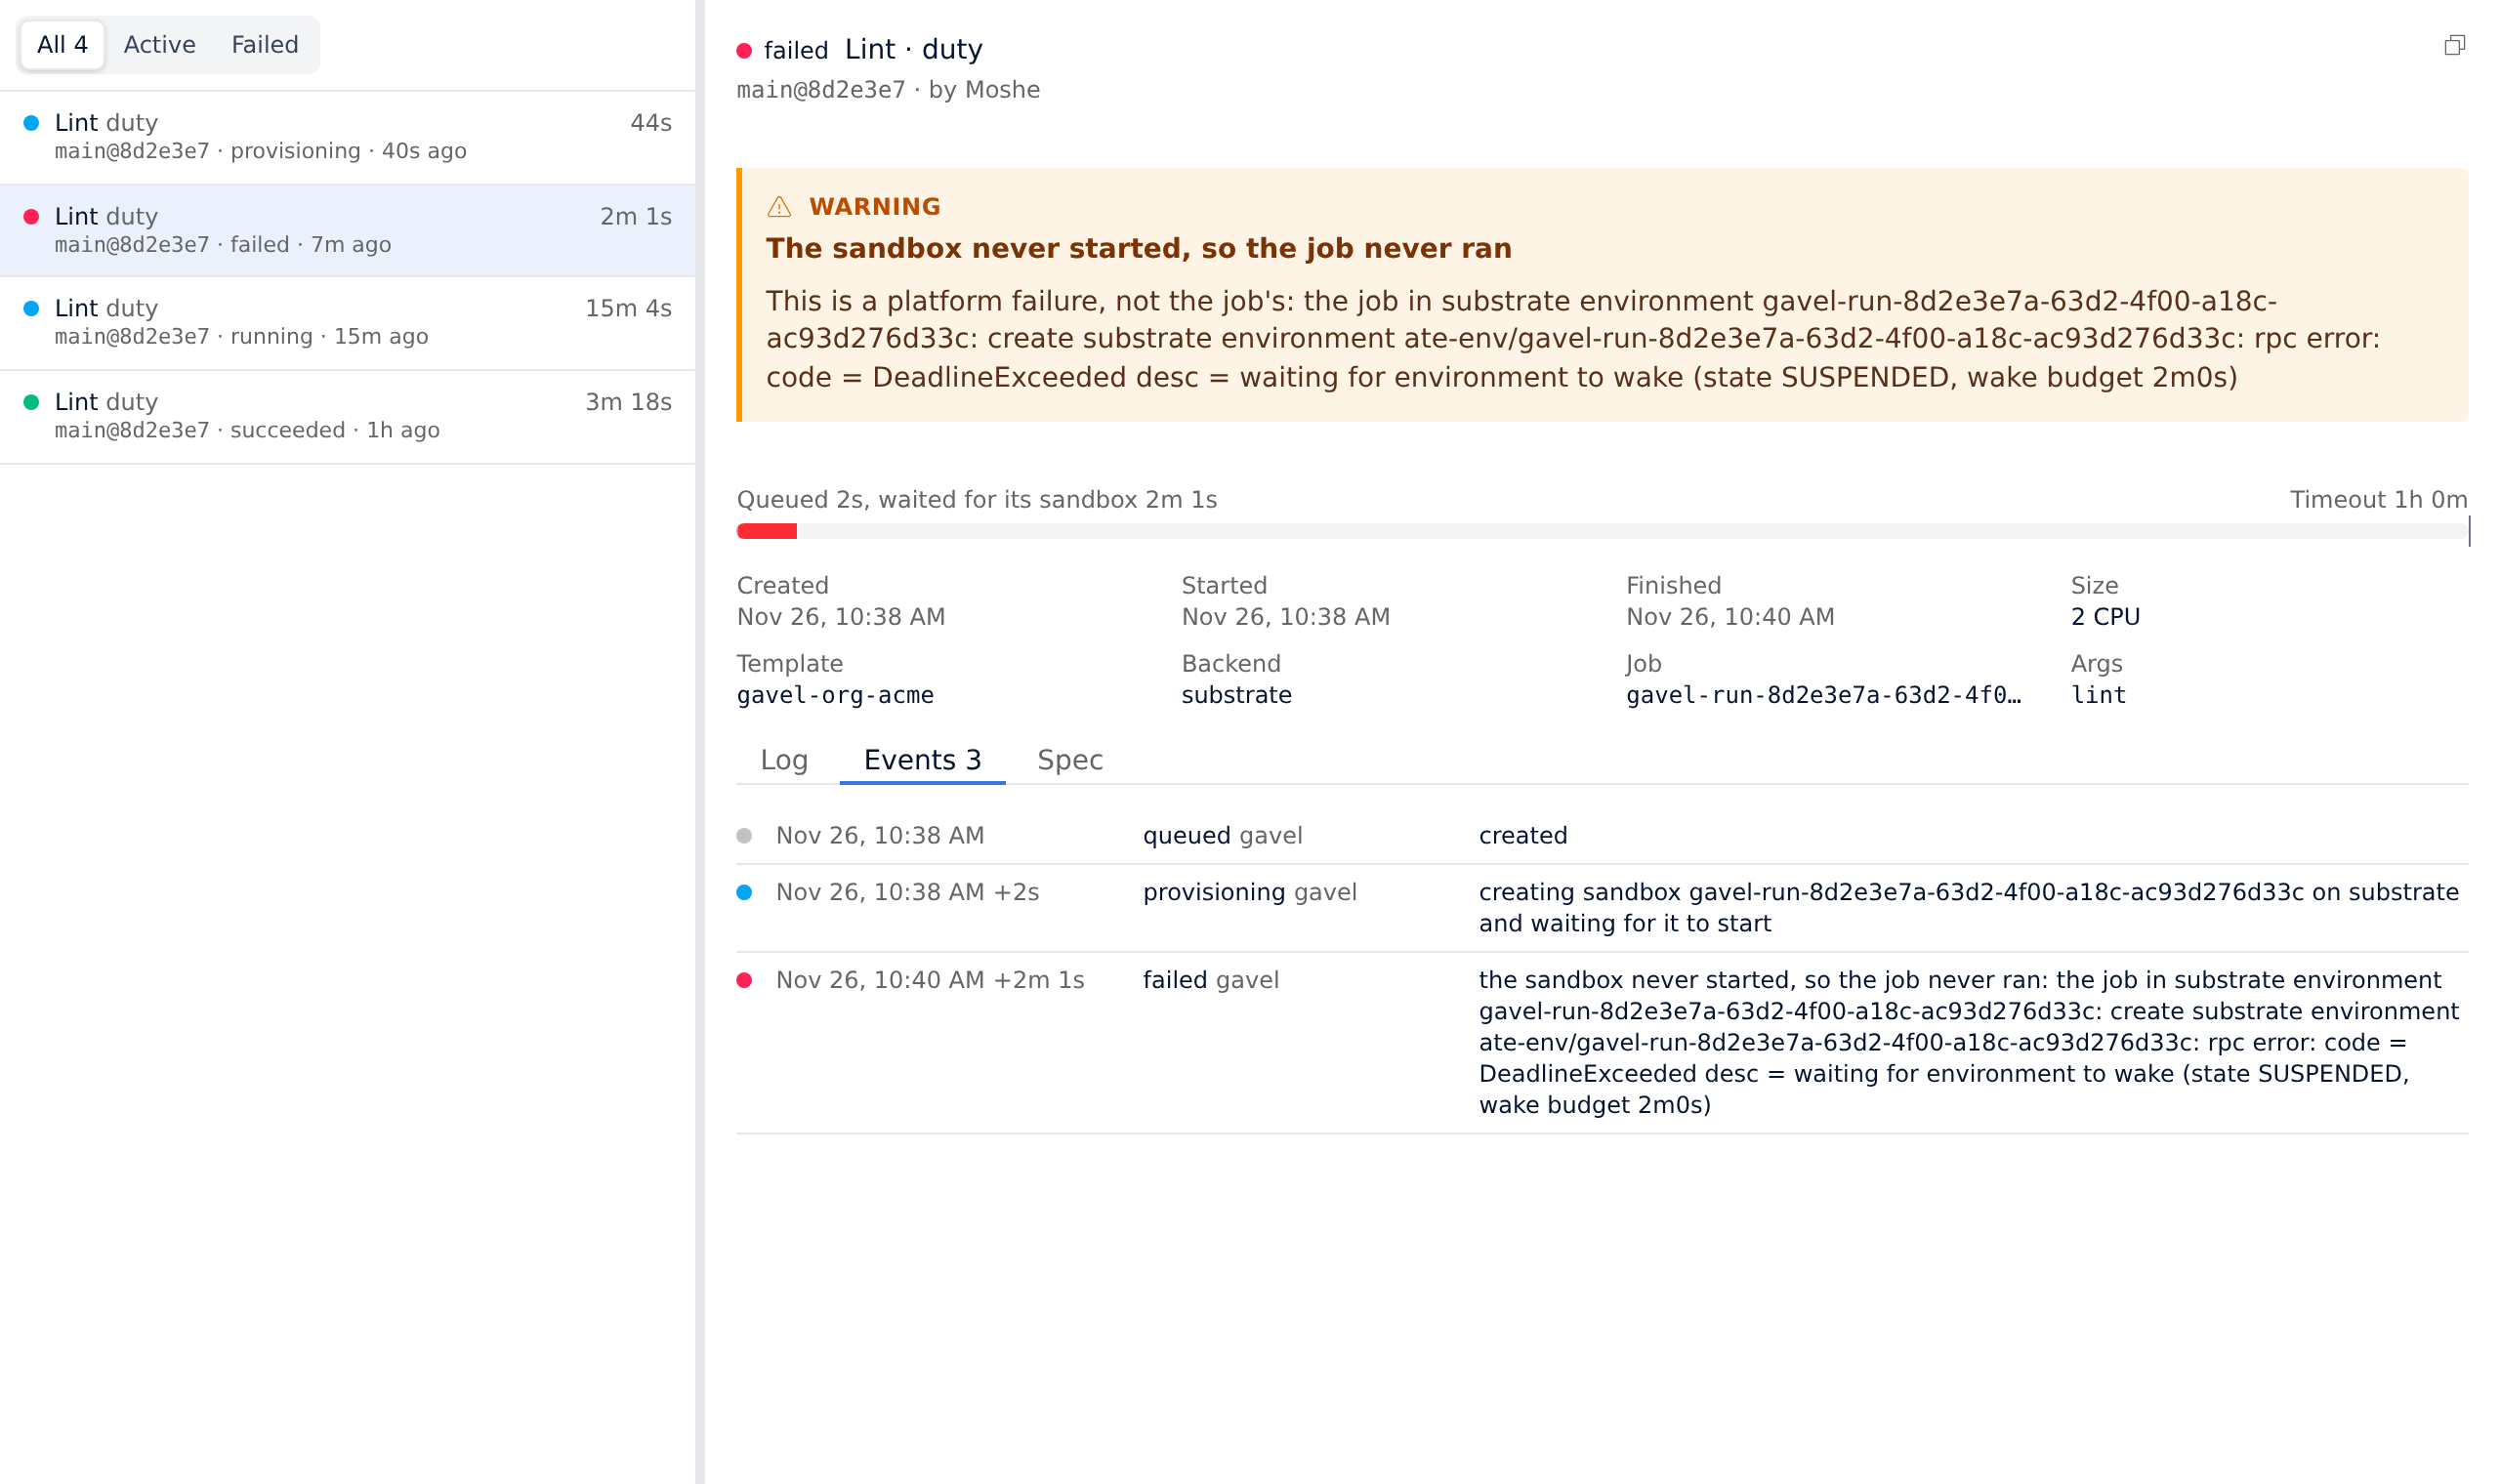 All 4 Active Failed
Lint duty 44s
main@8d2e3e7 · provisioning · 40s ago
Lint duty 2m 1s
main@8d2e3e7 · failed · 7m ago
Lint duty 15m 4s
main@8d2e3e7 · running · 15m ago
Lint duty 3m 18s
main@8d2e3e7 · succeeded · 1h ago
failed Lint · duty
main@8d2e3e7 · by Moshe
WARNING
The sandbox never started, so the job never ran
This is a platform failure, not the job's: the job in substrate environment gavel-run-8d2e3e7a-63d2-4f00-a18c-
ac93d276d33c: create substrate environment ate-env/gavel-run-8d2e3e7a-63d2-4f00-a18c-ac93d276d33c: rpc error:
code = DeadlineExceeded desc = waiting for environment to wake (state SUSPENDED, wake budget 2m0s)
Queued 2s, waited for its sandbox 2m 1s Timeout 1h 0m
Created Started Finished Size
Nov 26, 10:38 AM Nov 26, 10:38 AM Nov 26, 10:40 AM 2 CPU
Template Backend Job Args
gavel-org-acme substrate gavel-run-8d2e3e7a-63d2-4f0… lint
Log Events 3 Spec
Nov 26, 10:38 AM queued gavel created
Nov 26, 10:38 AM +2s provisioning gavel creating sandbox gavel-run-8d2e3e7a-63d2-4f00-a18c-ac93d276d33c on substrate
and waiting for it to start
Nov 26, 10:40 AM +2m 1s failed gavel the sandbox never started, so the job never ran: the job in substrate environment
gavel-run-8d2e3e7a-63d2-4f00-a18c-ac93d276d33c: create substrate environment
ate-env/gavel-run-8d2e3e7a-63d2-4f00-a18c-ac93d276d33c: rpc error: code =
DeadlineExceeded desc = waiting for environment to wake (state SUSPENDED,
wake budget 2m0s)